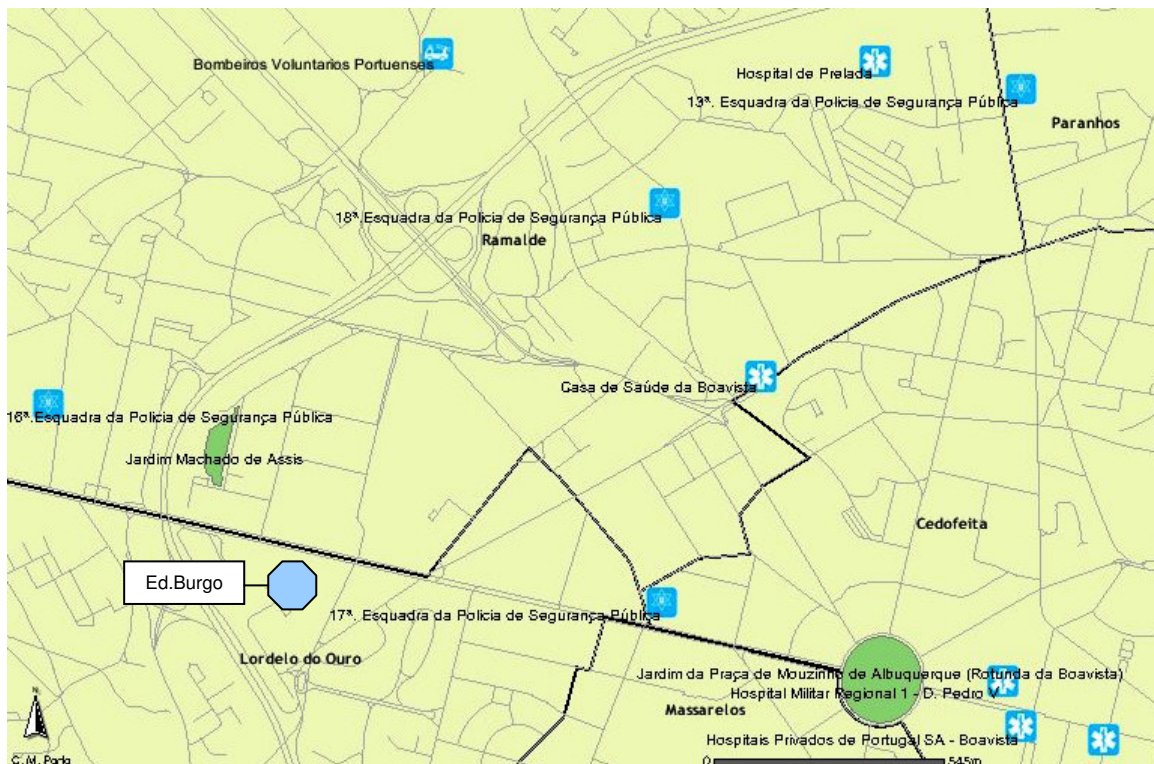 Bombeiros Voluntarios Portuenses
Hospital de Prelada
13ª. Esquadra da Policia de Segurança Pública
Paranhos
18ª.Esquadra da Policia de Segurança Pública
Ramalde
Casa de Saúde da Boavista
16ª.Esquadra da Policia de Segurança Pública
Jardim Machado de Assis
Cedofeita
Ed.Burgo
17ª. Esquadra da Policia de Segurança Pública
Lordelo do Ouro
Jardim da Praça de Mouzinho de Albuquerque (Rotunda da Boavista)
Hospital Militar Regional 1 - D. Pedro V
Massarelos
Hospitais Privados de Portugal SA - Boavista
N
C.M. Porto
0 545m